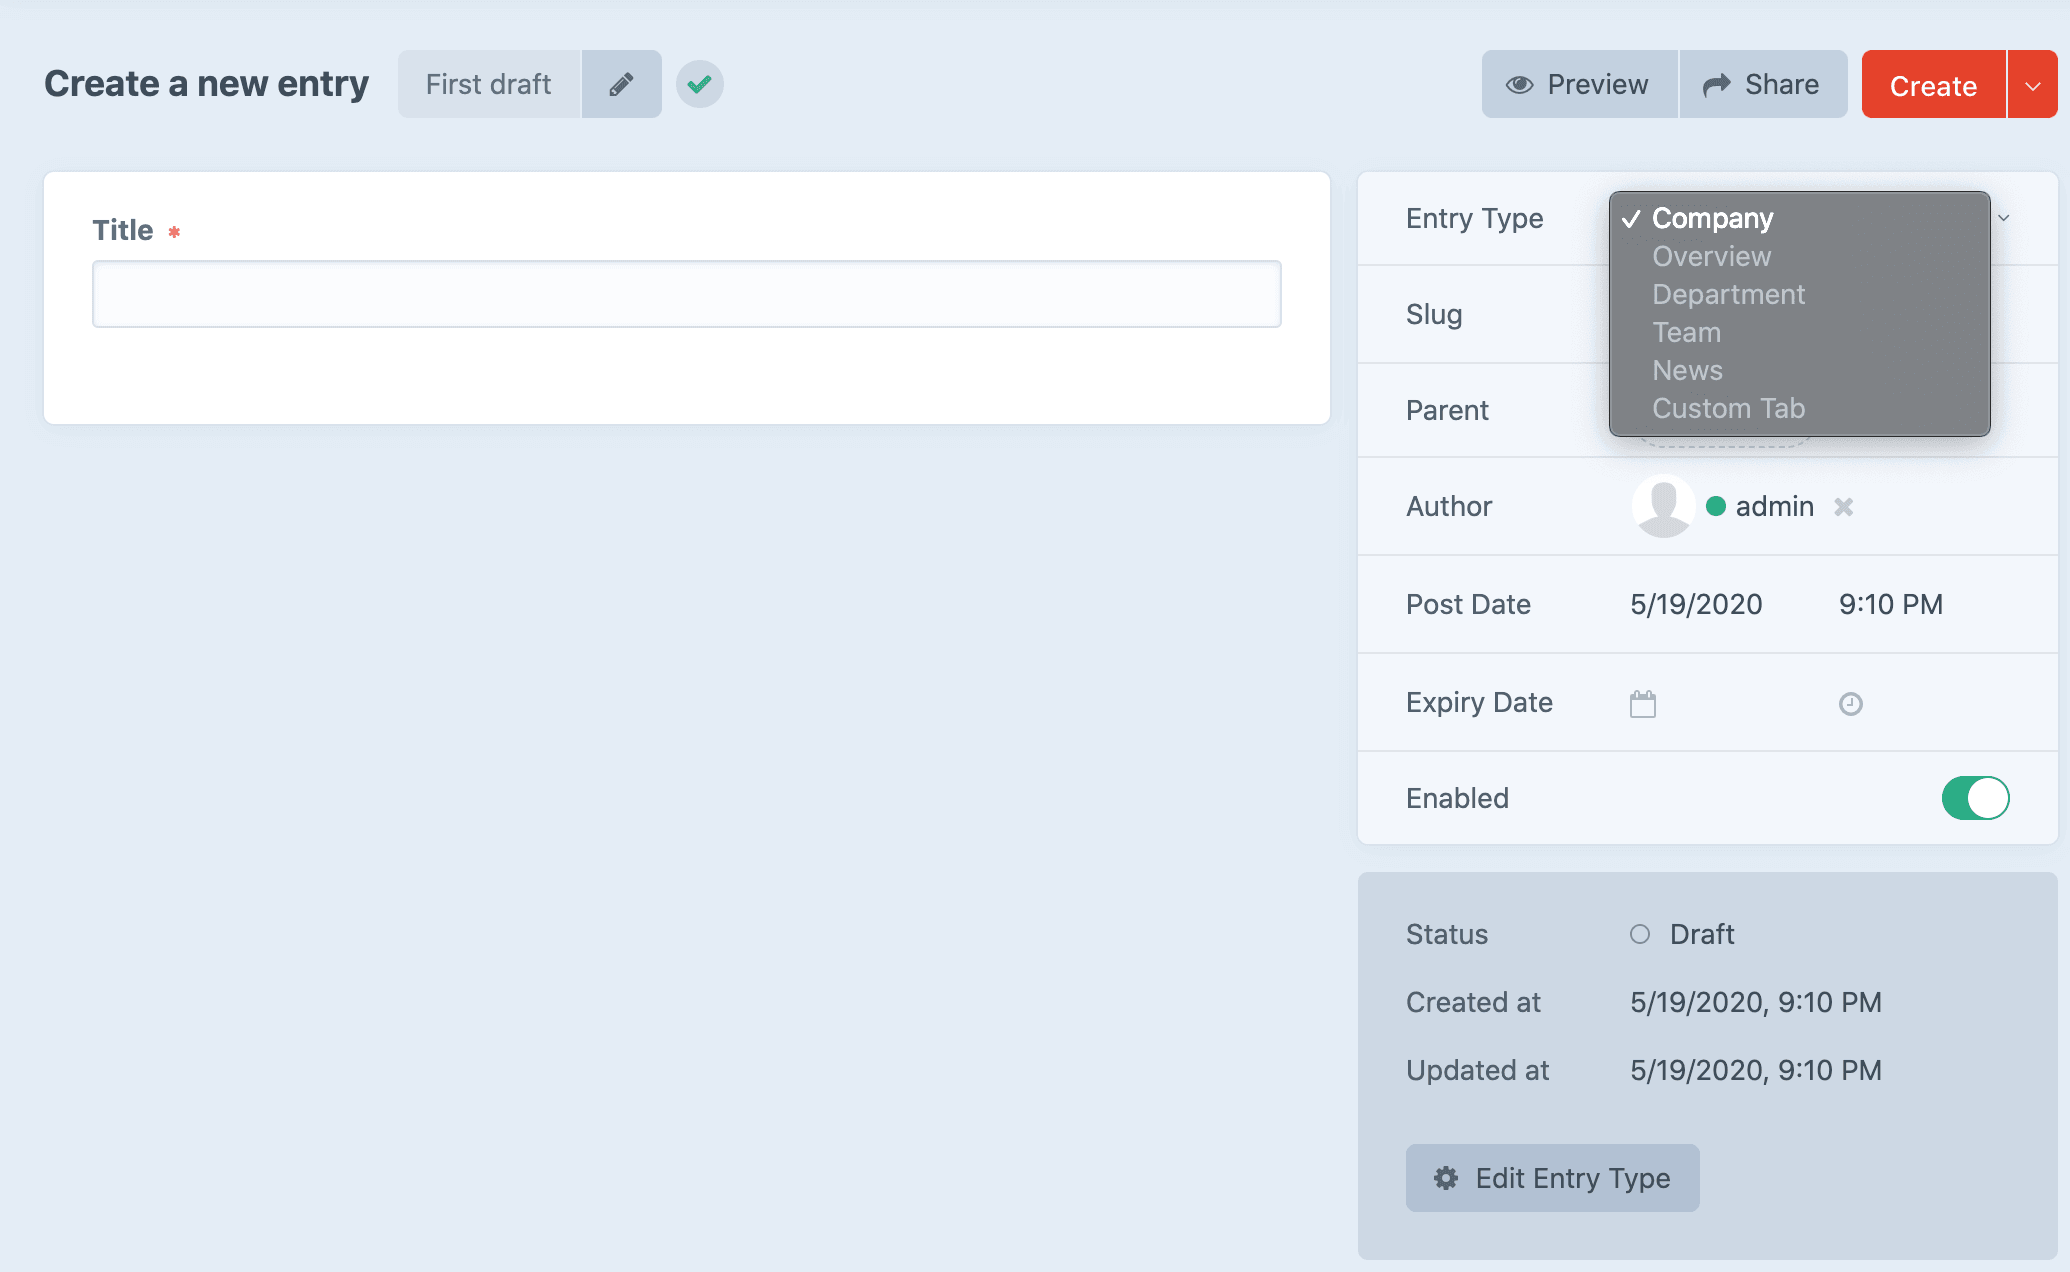 Create a new entry
First draft
Preview
Share
Create
Title *
Entry Type
Company
Overview
Department
Team
News
Custom Tab
Slug
Parent
Author
admin
Post Date
5/19/2020
9:10 PM
Expiry Date
Enabled
Status
Draft
Created at
5/19/2020, 9:10 PM
Updated at
5/19/2020, 9:10 PM
Edit Entry Type